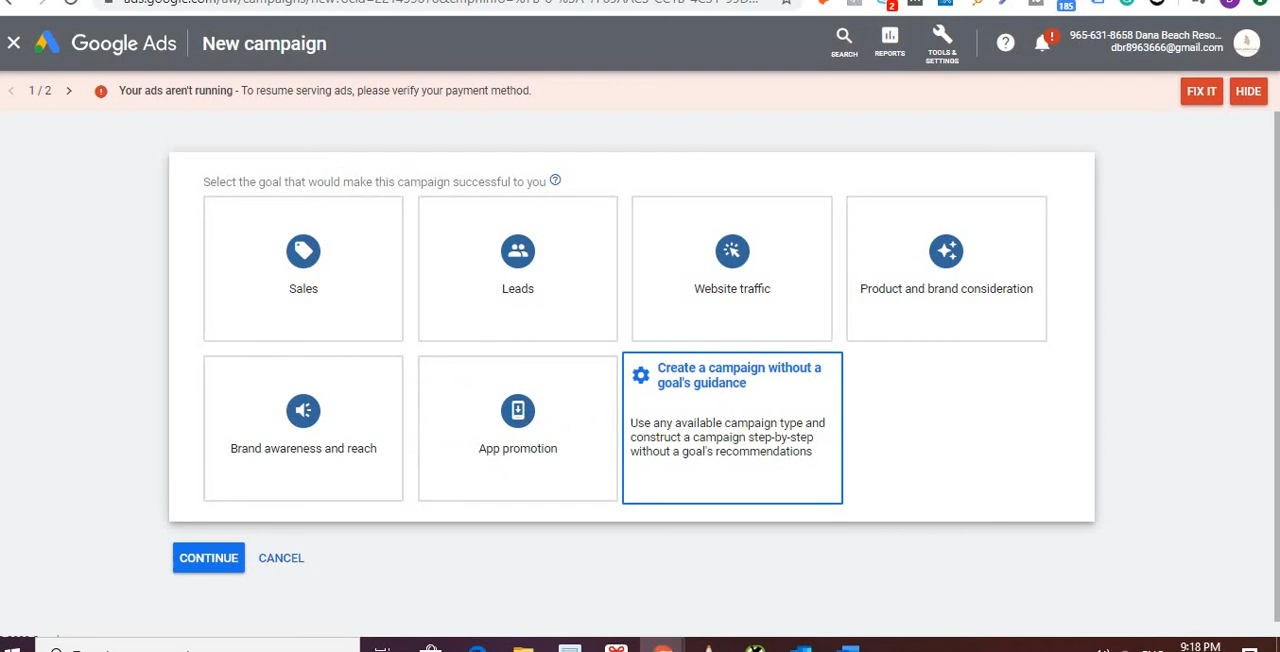 2
185
Google Ads
New campaign
SEARCH
REPORTS
TOOLS &
SETTINGS
965-631-8658 Dana Beach Reso...
dbr8963666@gmail.com
1 / 2
Your ads aren't running - To resume serving ads, please verify your payment method.
FIX IT
HIDE
Select the goal that would make this campaign successful to you
Sales
Leads
Website traffic
Product and brand consideration
Brand awareness and reach
App promotion
Create a campaign without a
goal's guidance
Use any available campaign type and
construct a campaign step-by-step
without a goal's recommendations
CONTINUE
CANCEL
9:18 PM